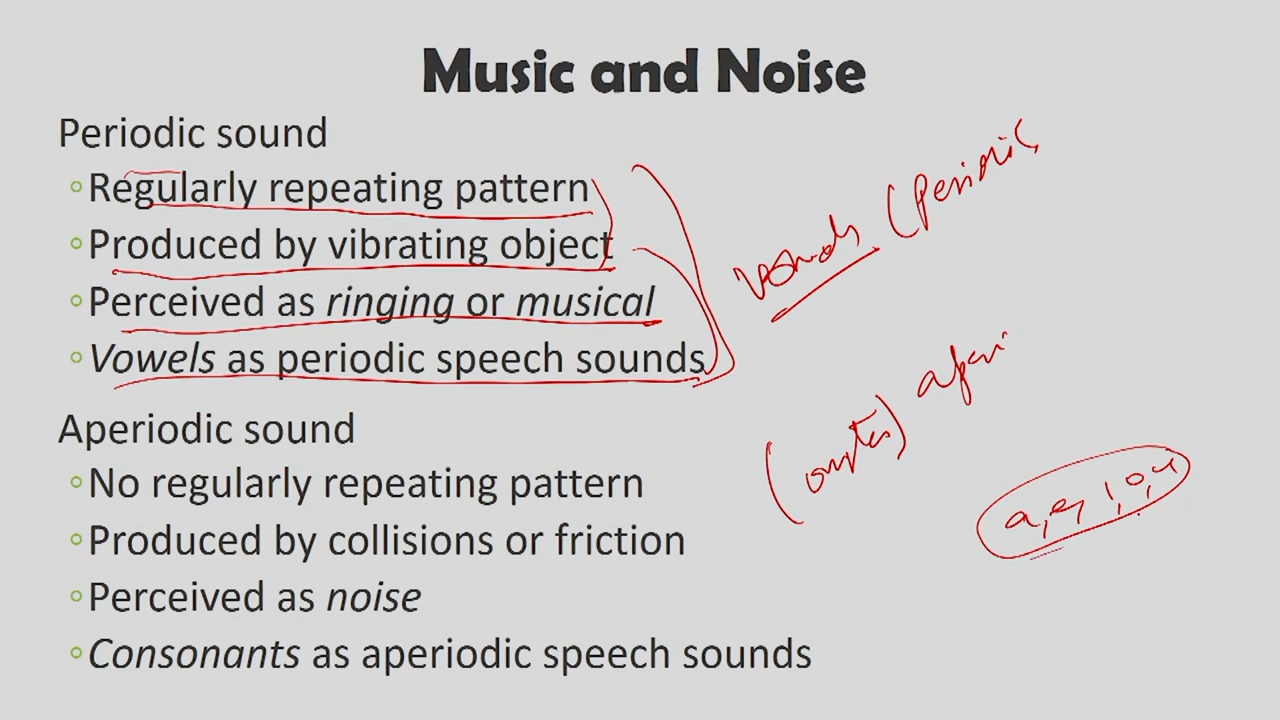 Music and Noise
Periodic sound
◦Regularly repeating pattern
◦Produced by vibrating object
◦Perceived as ringing or musical
◦Vowels as periodic speech sounds
Aperiodic sound
◦No regularly repeating pattern
◦Produced by collisions or friction
◦Perceived as noise
◦Consonants as aperiodic speech sounds
vowels (Periodic
aperi
a, e, i, o, u